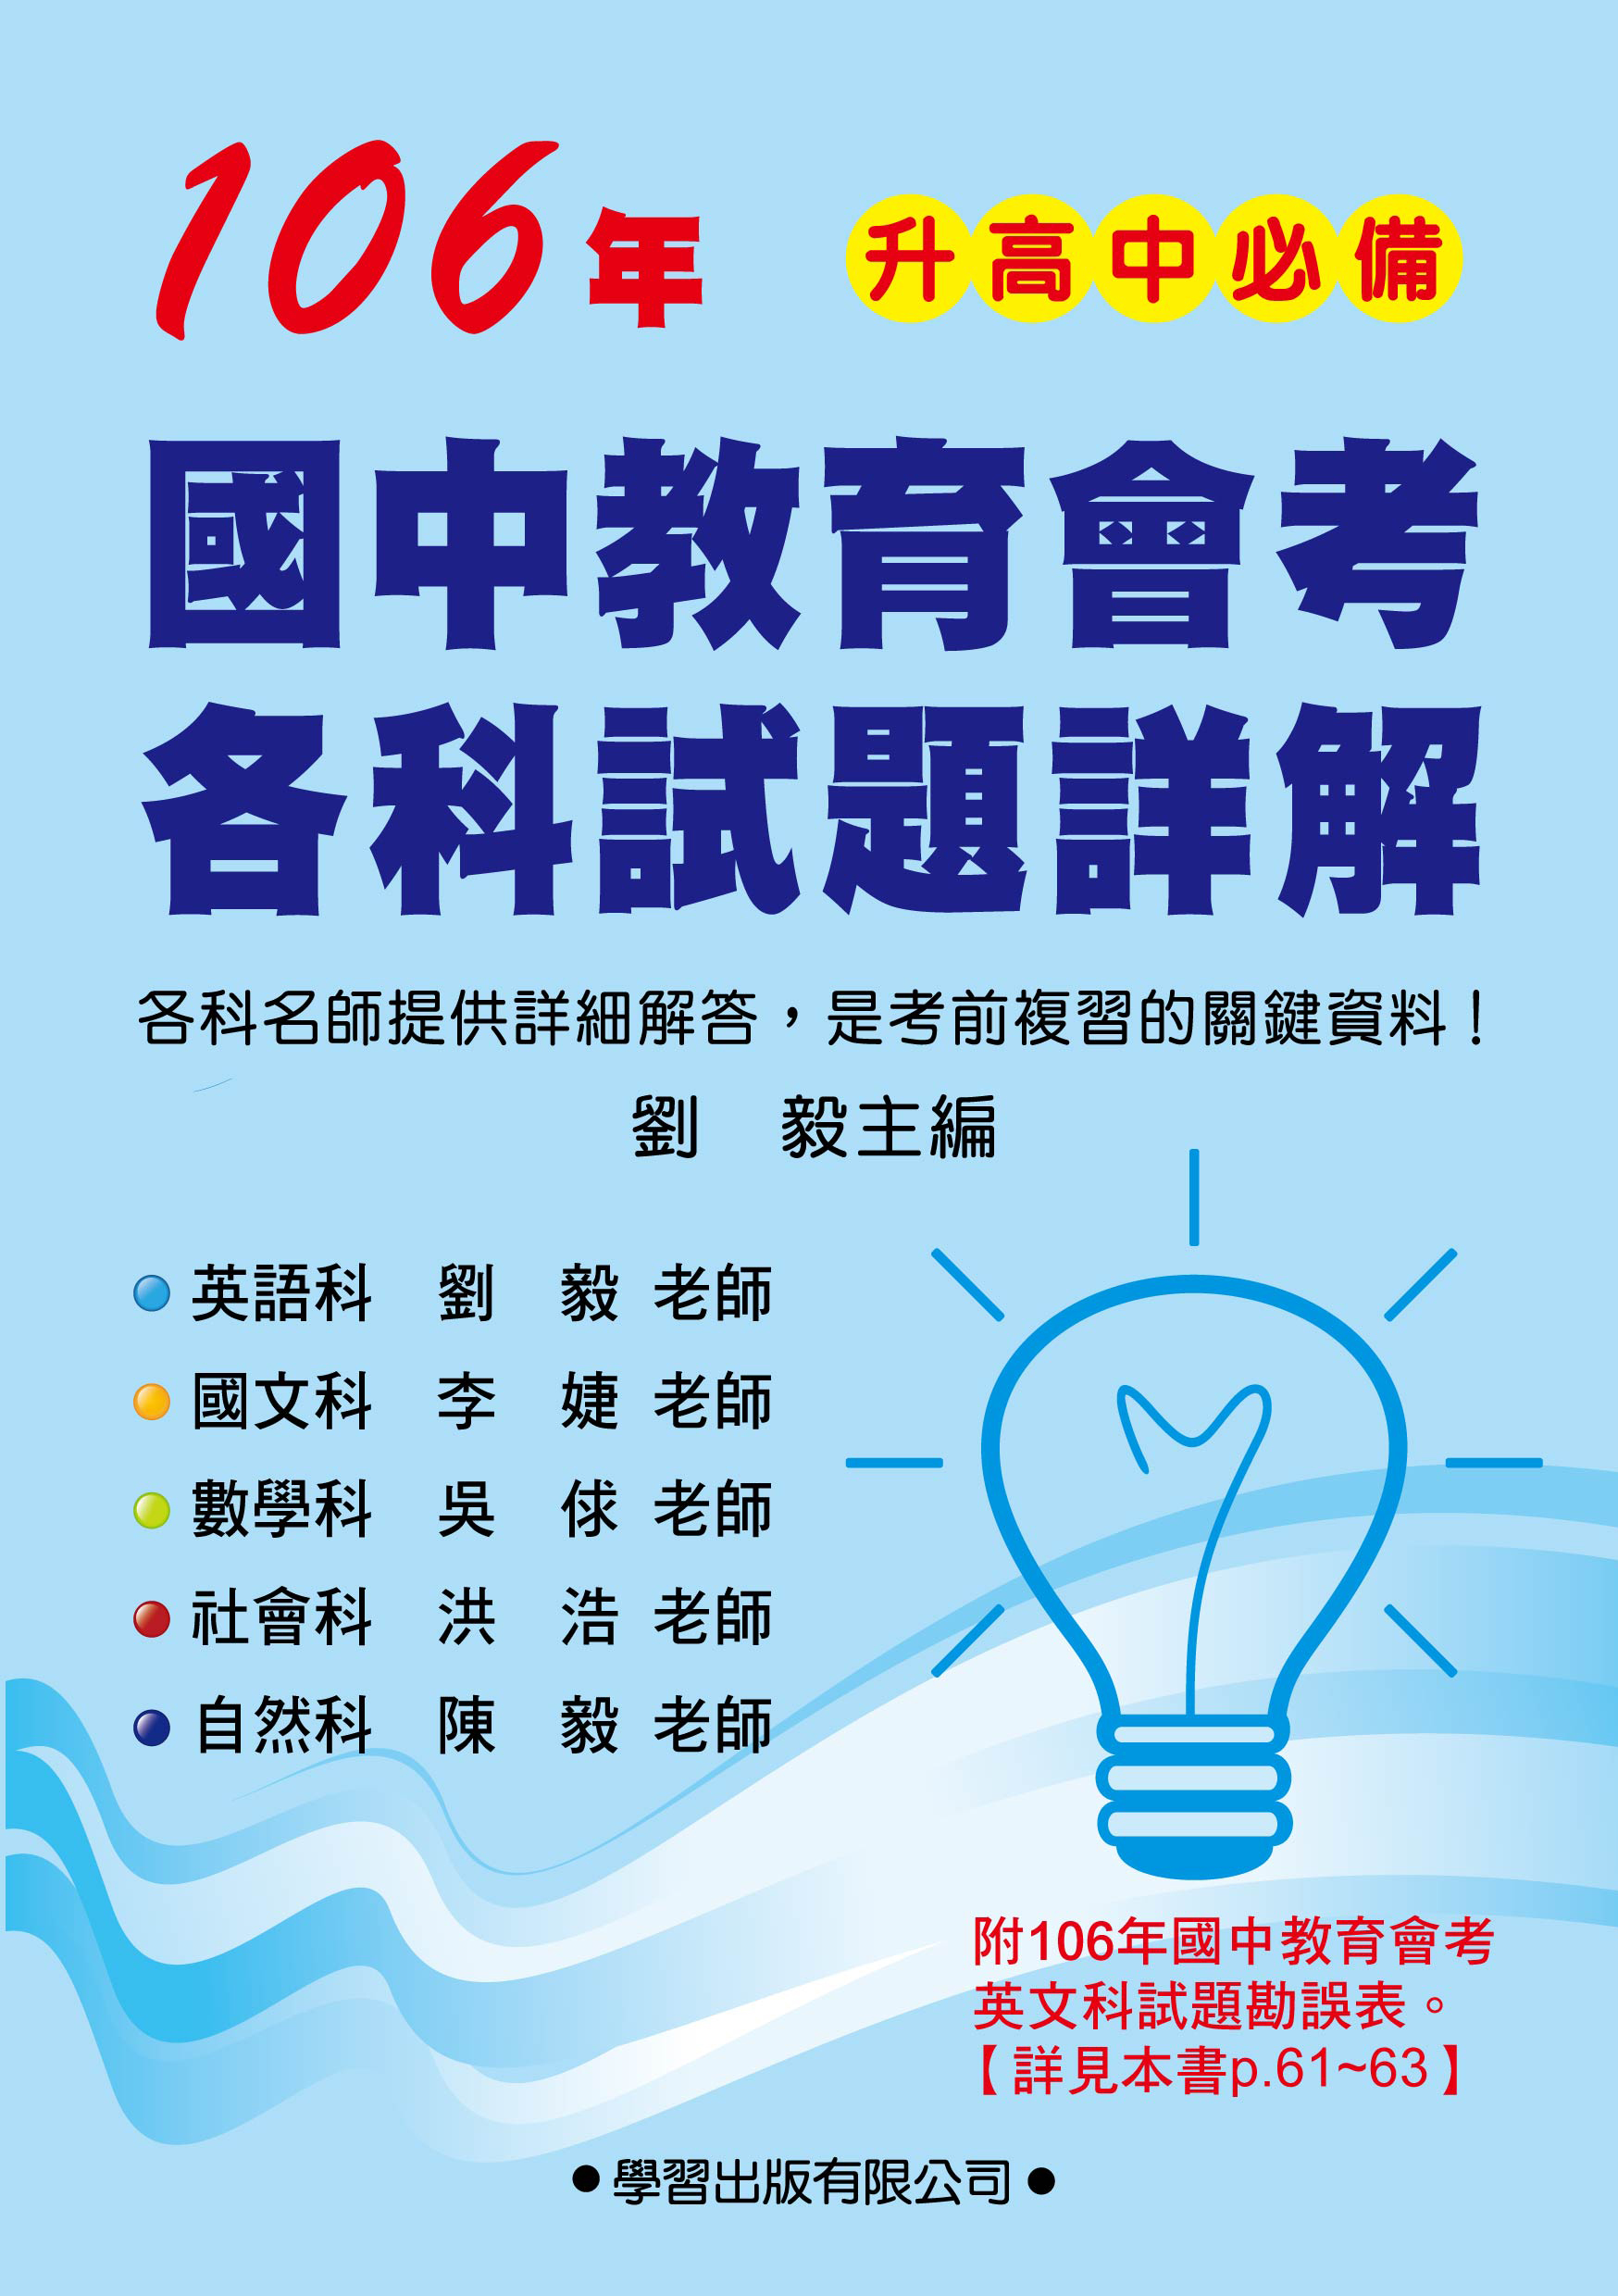 106年 升高中必備
國中教育會考
各科試題詳解
各科名師提供詳細解答，是考前複習的關鍵資料！
劉 毅主編
英語科 劉 毅 老師
國文科 李 婕 老師
數學科 吳 俅 老師
社會科 洪 浩 老師
自然科 陳 毅 老師
附106年國中教育會考
英文科試題勘誤表。
【詳見本書p.61~63】
●學習出版有限公司●